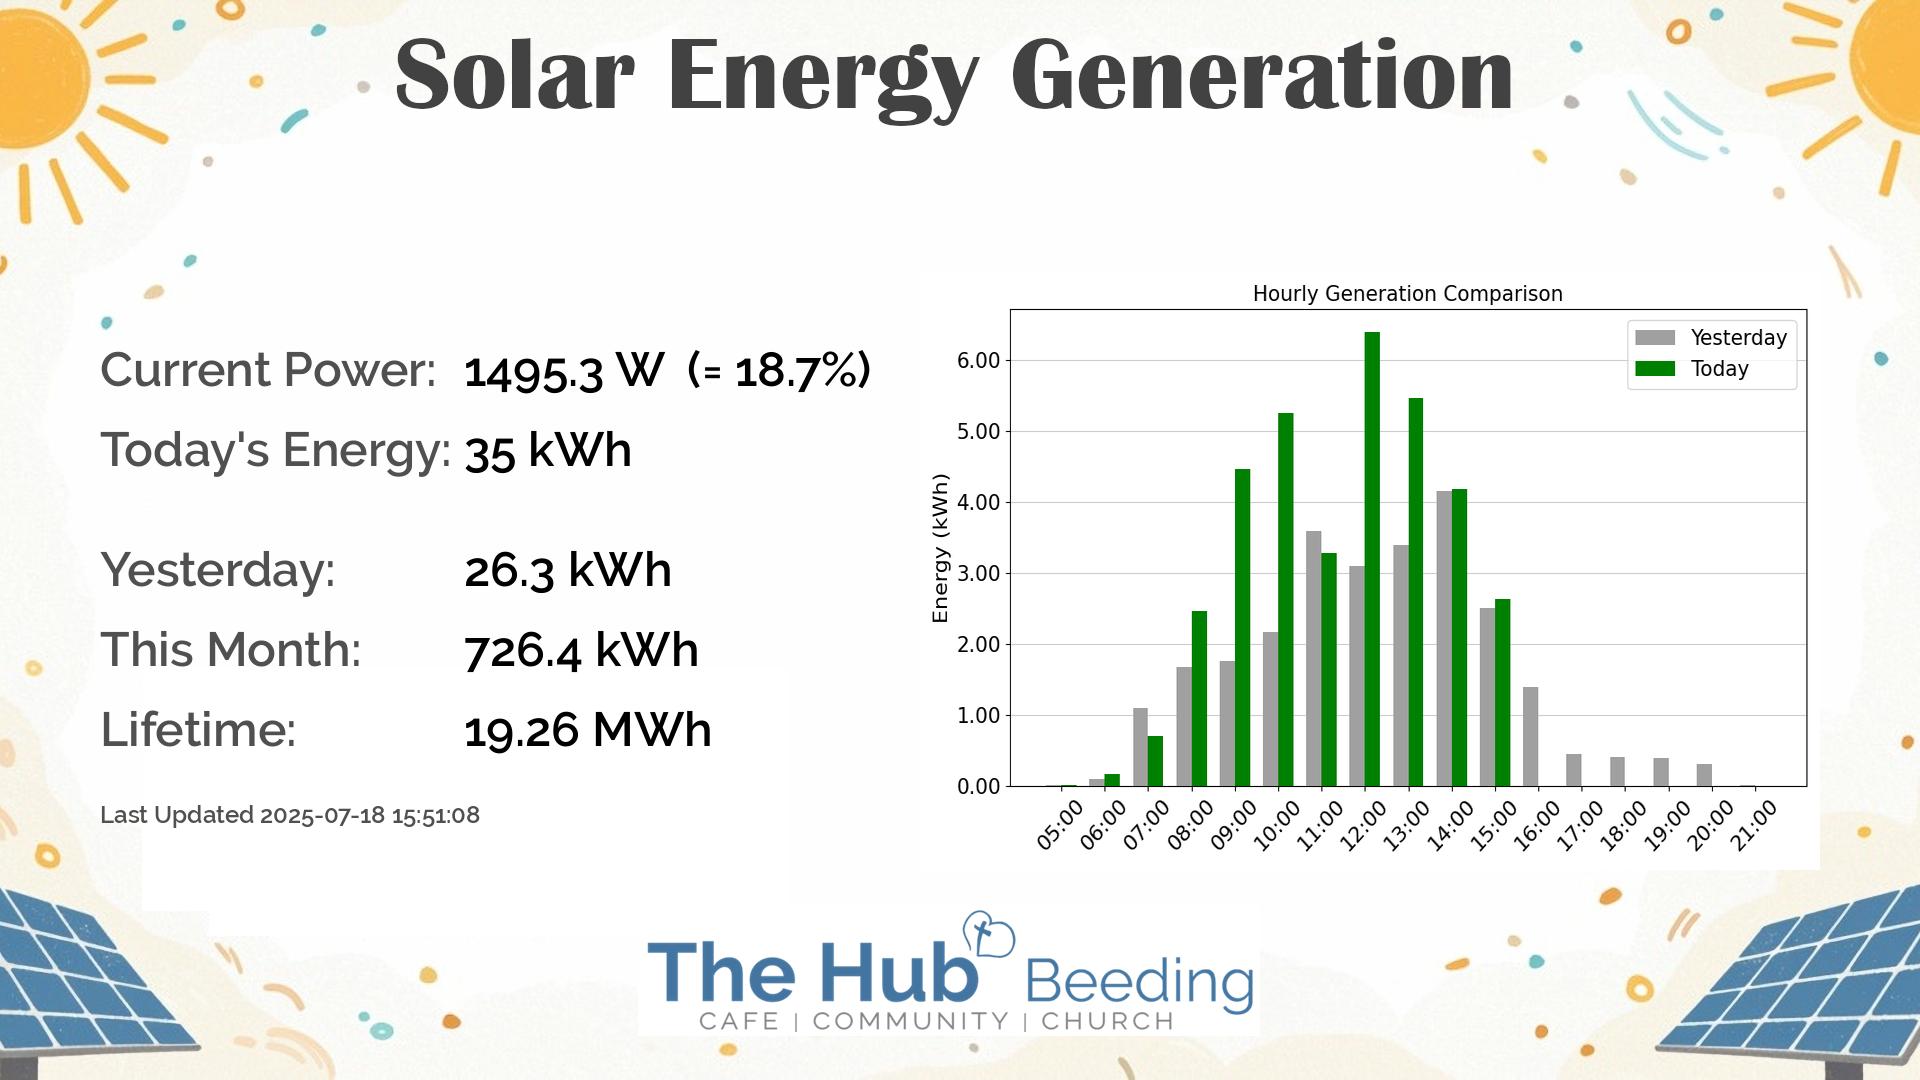 Solar Energy Generation
Current Power: 1495.3 W (= 18.7%)
Today's Energy: 35 kWh
Yesterday: 26.3 kWh
This Month: 726.4 kWh
Lifetime: 19.26 MWh
Last Updated 2025-07-18 15:51:08
Hourly Generation Comparison
Yesterday
Today
Energy (kWh)
6.00
5.00
4.00
3.00
2.00
1.00
0.00
05:00 06:00 07:00 08:00 09:00 10:00 11:00 12:00 13:00 14:00 15:00 16:00 17:00 18:00 19:00 20:00 21:00
The Hub Beeding
CAFE | COMMUNITY | CHURCH